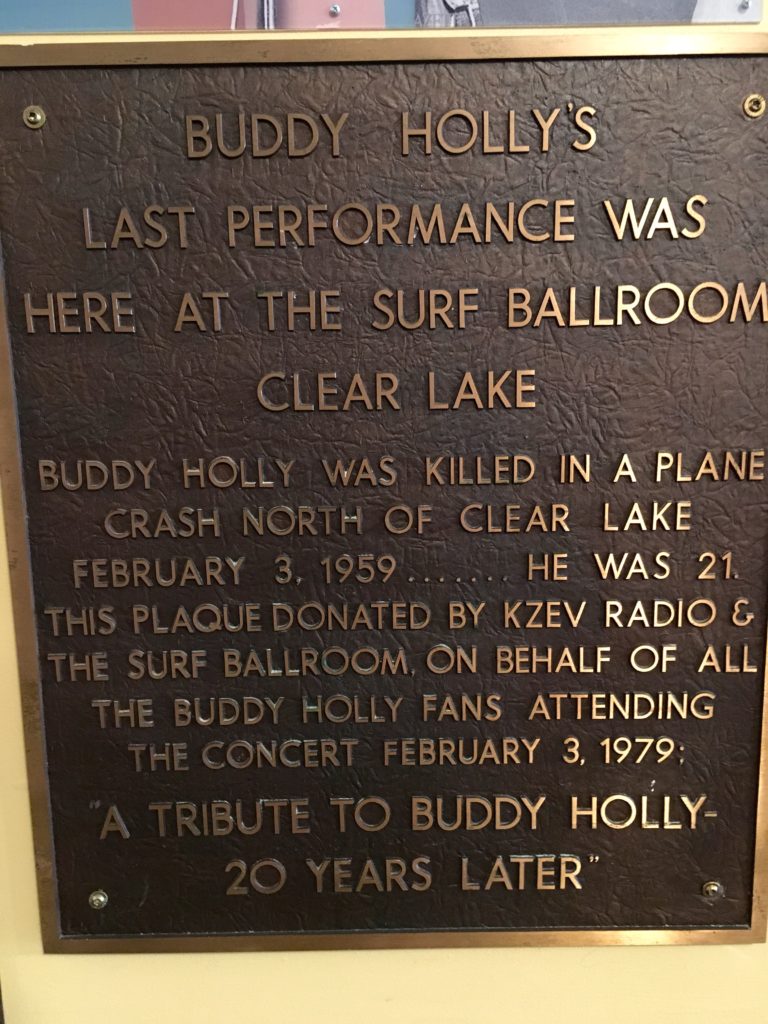 BUDDY HOLLY'S
LAST PERFORMANCE WAS
HERE AT THE SURF BALLROOM
CLEAR LAKE
BUDDY HOLLY WAS KILLED IN A PLANE
CRASH NORTH OF CLEAR LAKE
FEBRUARY 3, 1959 ....... HE WAS 21.
THIS PLAQUE DONATED BY KZEV RADIO &
THE SURF BALLROOM, ON BEHALF OF ALL
THE BUDDY HOLLY FANS ATTENDING
THE CONCERT FEBRUARY 3, 1979:
"A TRIBUTE TO BUDDY HOLLY-
20 YEARS LATER"